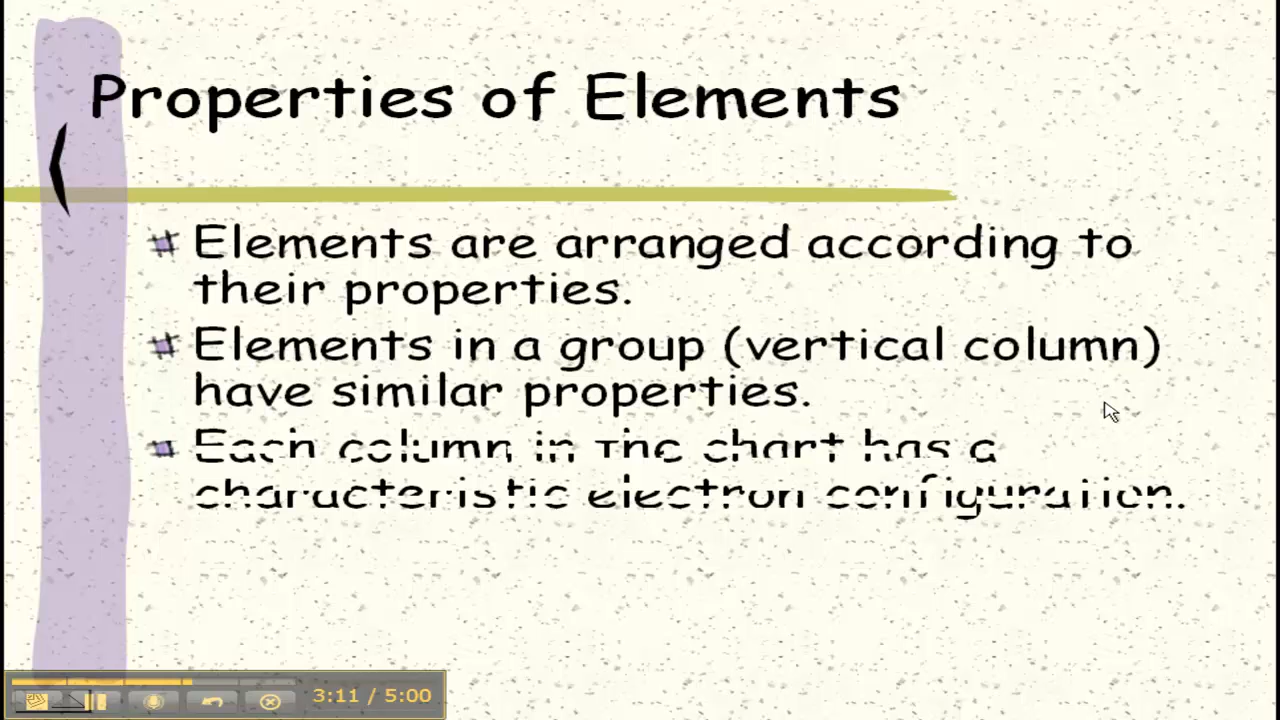 Properties of Elements
Elements are arranged according to
their properties.
Elements in a group (vertical column)
have similar properties.
Each column in the chart has a
characteristic electron configuration.
3:11 / 5:00